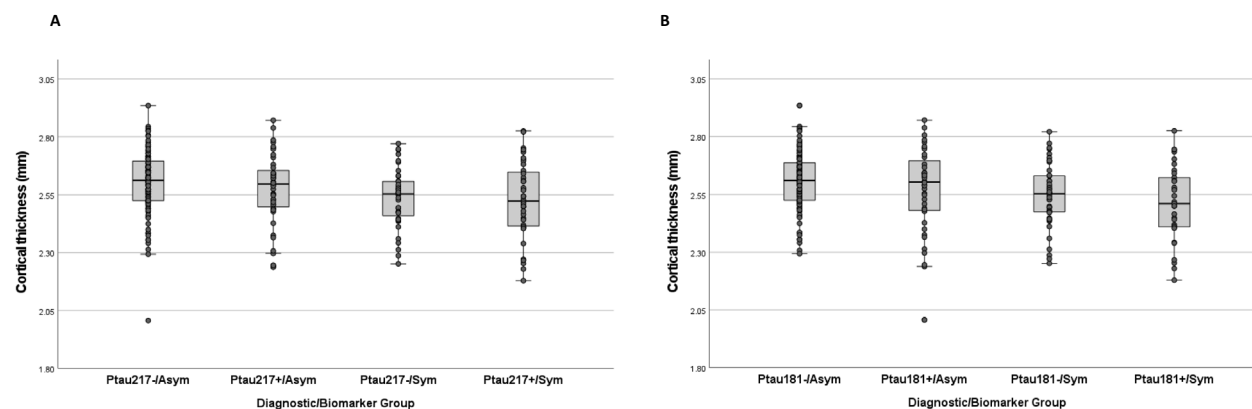 A
Cortical thickness (mm)
3.05
2.80
2.55
2.30
2.05
1.80
Ptau217-/Asym Ptau217+/Asym Ptau217-/Sym Ptau217+/Sym
Diagnostic/Biomarker Group
B
Cortical thickness (mm)
3.05
2.80
2.55
2.30
2.05
1.80
Ptau181-/Asym Ptau181+/Asym Ptau181-/Sym Ptau181+/Sym
Diagnostic/Biomarker Group